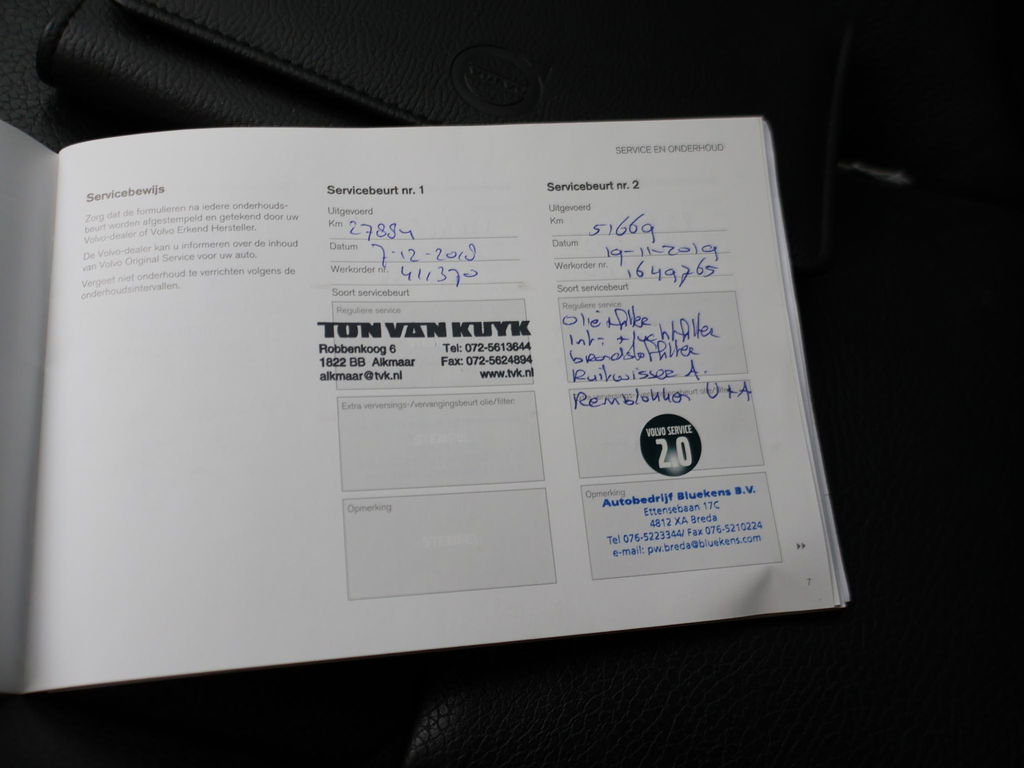 SERVICE EN ONDERHOUD
Servicebewijs
Zorg dat de formulieren na iedere onderhouds-
beurt worden afgestempeld en getekend door uw
Volvo-dealer of Volvo Erkend Hersteller.
De Volvo-dealer kan u informeren over de inhoud
van Volvo Original Service voor uw auto.
Vergeet niet onderhoud te verrichten volgens de
onderhoudsintervallen.
Servicebeurt nr. 1
Uitgevoerd
Km 27884
Datum 7-12-2018
Werkorder nr. 411370
Soort servicebeurt
Reguliere service
TON VAN KUYK
Robbenkoog 6 Tel: 072-5613644
1822 BB Alkmaar Fax: 072-5624894
alkmaar@tvk.nl www.tvk.nl
Extra verversings-/vervangingsbeurt olie/filter:
STEMPEL
Opmerking
STEMPEL
Servicebeurt nr. 2
Uitgevoerd
Km 51669
Datum 19-11-2019
Werkorder nr. 1649765
Soort servicebeurt
Reguliere service
Olie + filter
Int. + luchtfilter
brandstoffilter
Ruitwisser A.
Remblokken V+A
VOLVO SERVICE
2.0
Opmerking
Autobedrijf Bluekens B.V.
Ettensebaan 17C
4812 XA Breda
Tel 076-5223344/ Fax 076-5210224
e-mail: pw.breda@bluekens.com
7